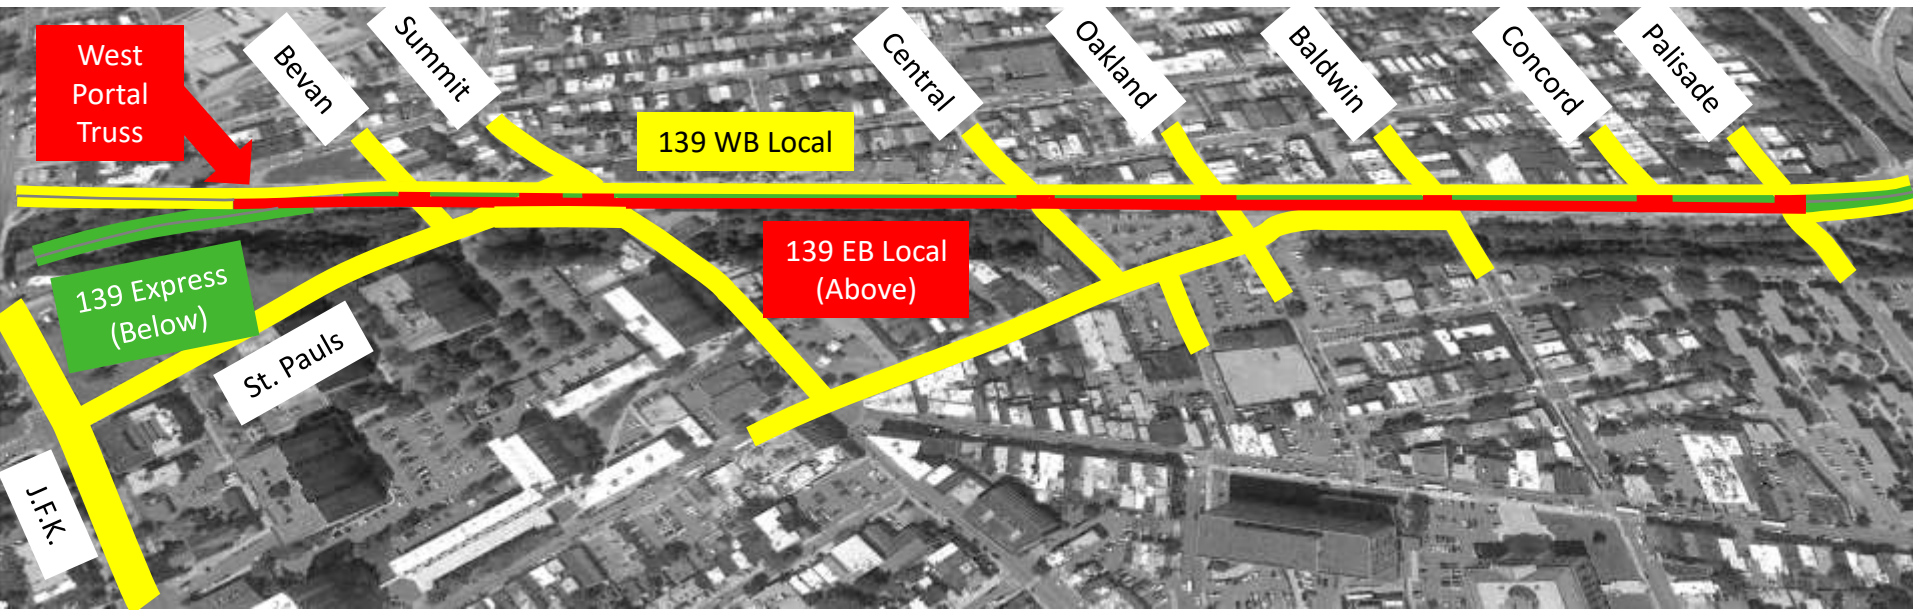 West
Portal
Truss
Bevan
Summit
139 WB Local
Central
Oakland
Baldwin
Concord
Palisade
139 Express
(Below)
139 EB Local
(Above)
St. Pauls
J.F.K.